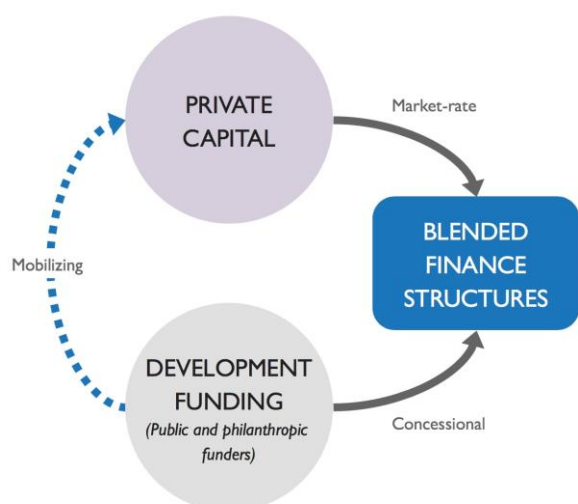 PRIVATE
CAPITAL
Market-rate
BLENDED
FINANCE
STRUCTURES
Mobilizing
DEVELOPMENT
FUNDING
(Public and philanthropic
funders)
Concessional